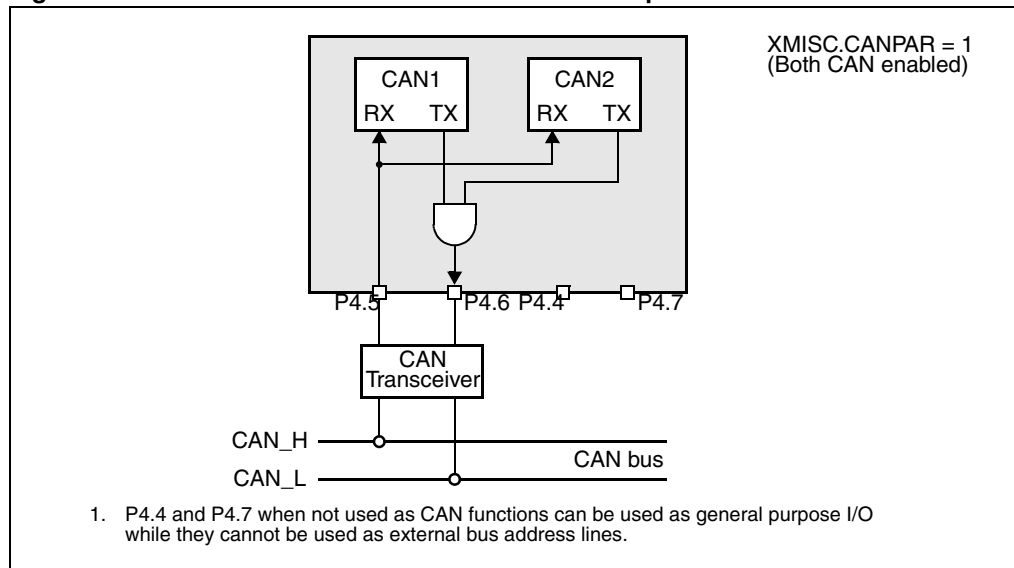 XMISC.CANPAR = 1
(Both CAN enabled)
CAN1
RX TX
CAN2
RX TX
P4.5
P4.6
P4.4
P4.7
CAN
Transceiver
CAN_H
CAN_L
CAN bus
1. P4.4 and P4.7 when not used as CAN functions can be used as general purpose I/O
while they cannot be used as external bus address lines.